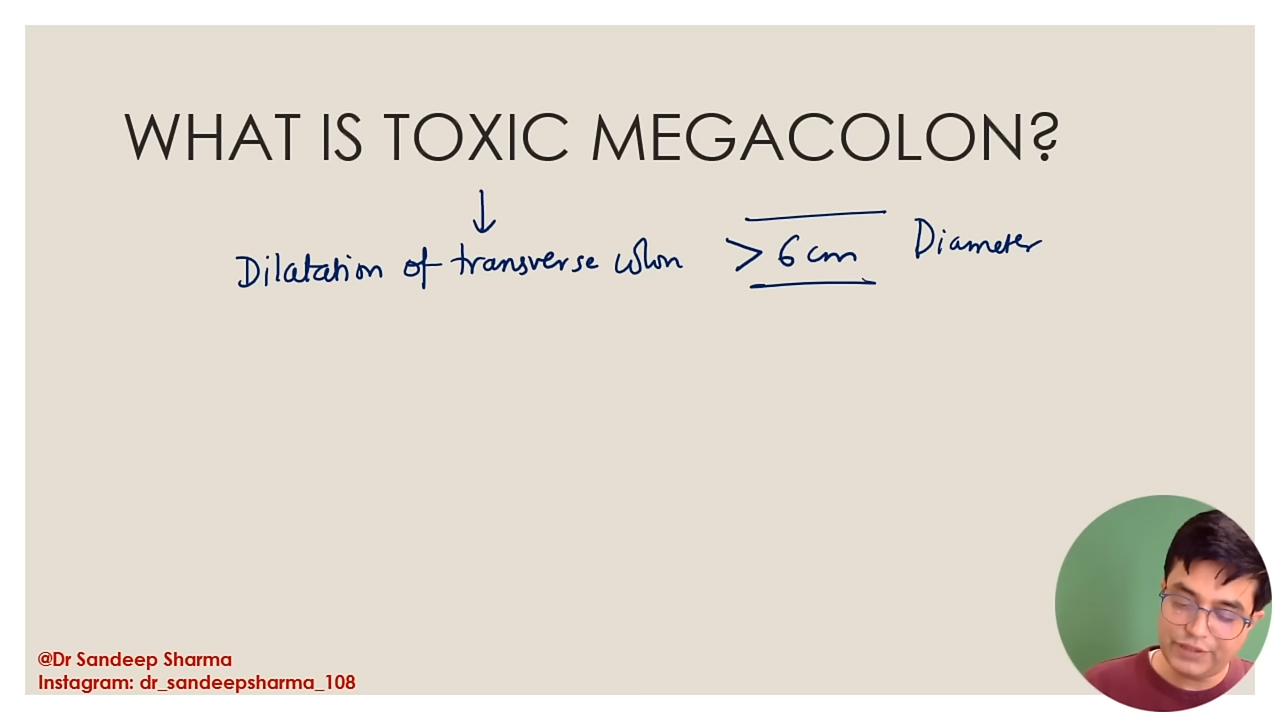 WHAT IS TOXIC MEGACOLON?
↓
Dilatation of transverse colon > 6 cm Diameter
@Dr Sandeep Sharma
Instagram: dr_sandeepsharma_108